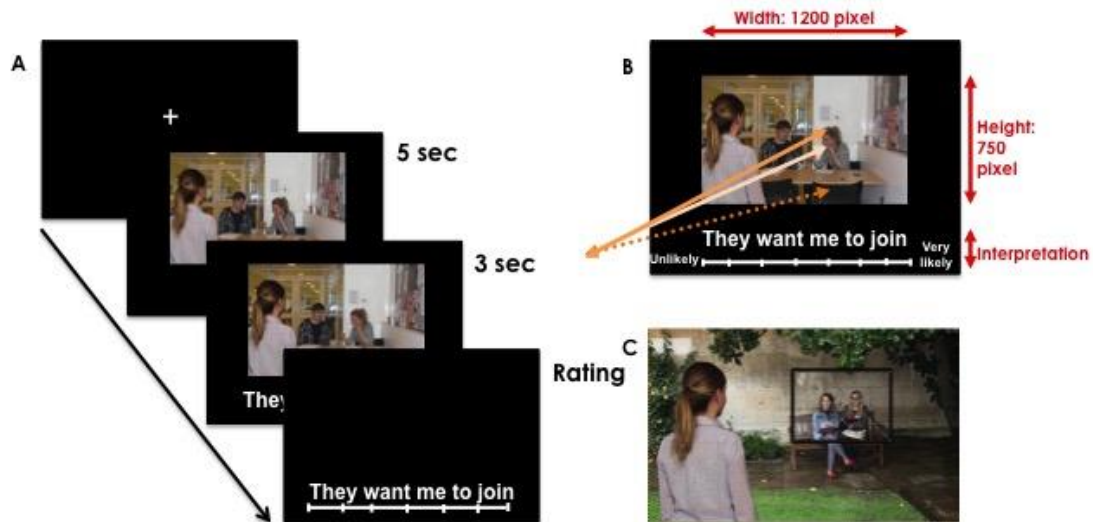 A
+
5 sec
3 sec
They
Rating
They want me to join
B
Width: 1200 pixel
Height:
750
pixel
They want me to join
Unlikely
Very
likely
Interpretation
C